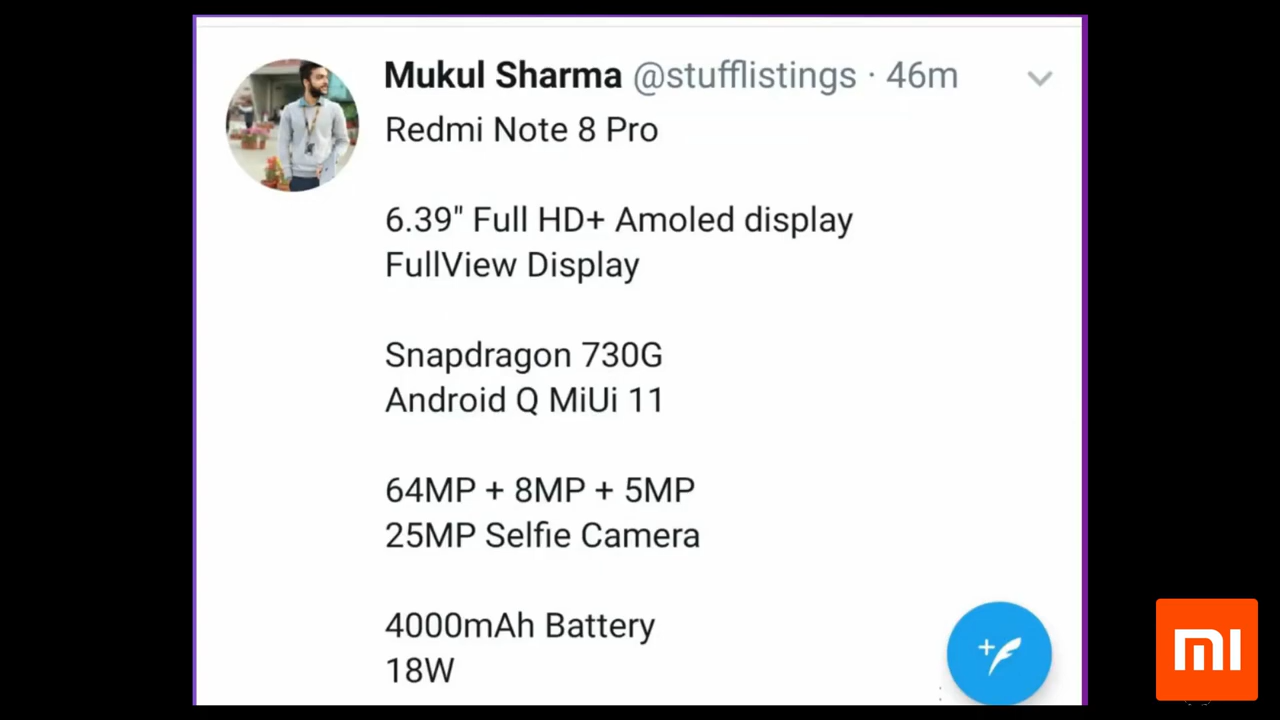 Mukul Sharma @stufflistings · 46m
Redmi Note 8 Pro
6.39" Full HD+ Amoled display
FullView Display
Snapdragon 730G
Android Q MiUi 11
64MP + 8MP + 5MP
25MP Selfie Camera
4000mAh Battery
18W
mi